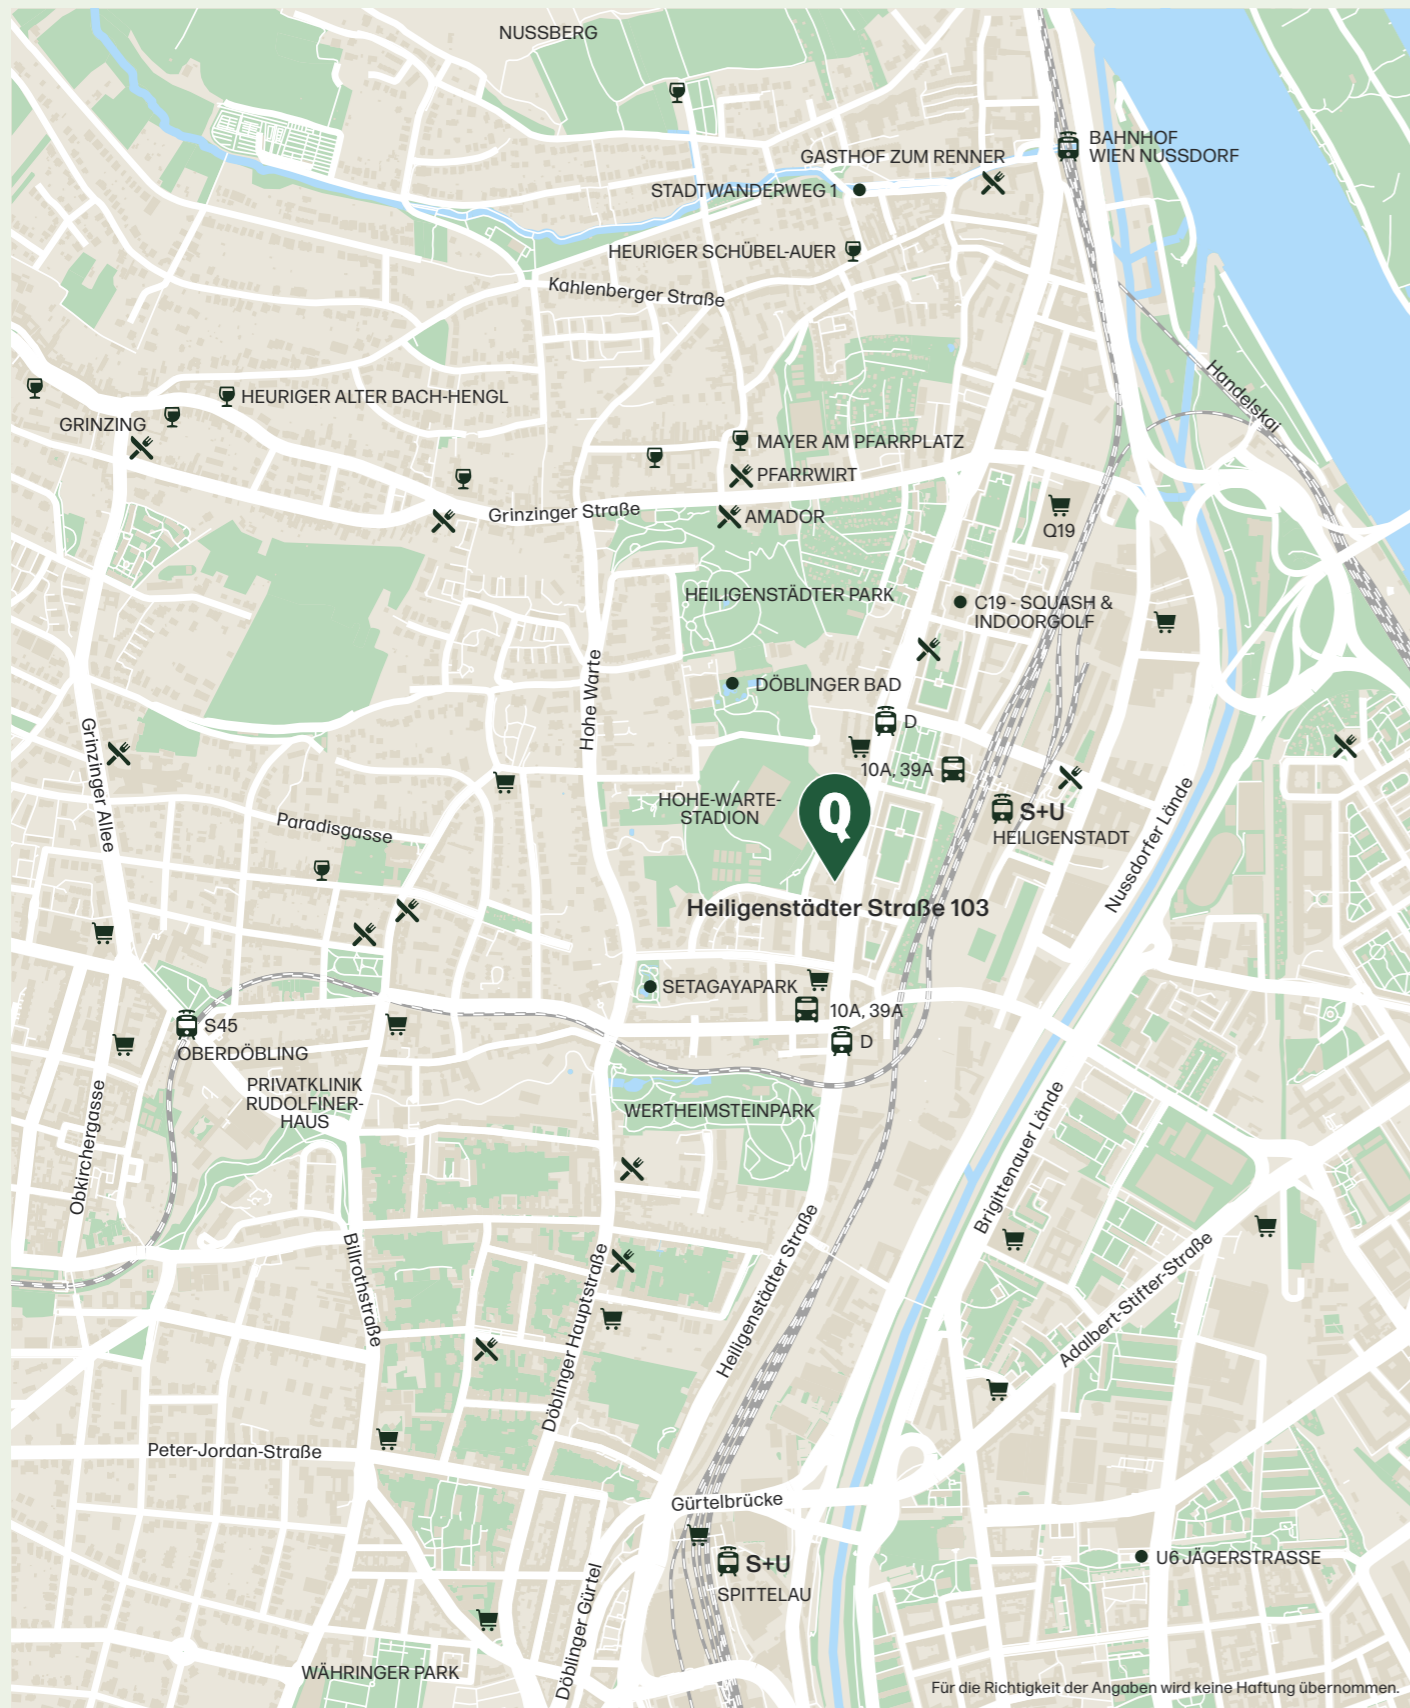 NUSSBERG
BAHNHOF
WIEN NUSSDORF
GASTHOF ZUM RENNER
STADTWANDERWEG 1
HEURIGER SCHÜBEL-AUER
Kahlenberger Straße
Handelskai
HEURIGER ALTER BACH-HENGL
GRINZING
MAYER AM PFARRPLATZ
PFARRWIRT
Grinzinger Straße
AMADOR
Q19
HEILIGENSTÄDTER PARK
C19 - SQUASH &
INDOORGOLF
Hohe Warte
DÖBLINGER BAD
D
Grinzinger Allee
10A, 39A
HOHE-WARTE-
STADION
Q
S+U
HEILIGENSTADT
Paradisgasse
Nussdorfer Lände
Heiligenstädter Straße 103
SETAGAYAPARK
10A, 39A
D
S45
OBERDÖBLING
PRIVATKLINIK
RUDOLFINER-
HAUS
WERTHEIMSTEINPARK
Obkirchergasse
Brigittenauer Lände
Billrothstraße
Döblinger Hauptstraße
Heiligenstädter Straße
Adalbert-Stifter-Straße
Peter-Jordan-Straße
Gürtelbrücke
S+U
SPITTELAU
U6 JÄGERSTRASSE
Döblinger Gürtel
WÄHRINGER PARK
Für die Richtigkeit der Angaben wird keine Haftung übernommen.